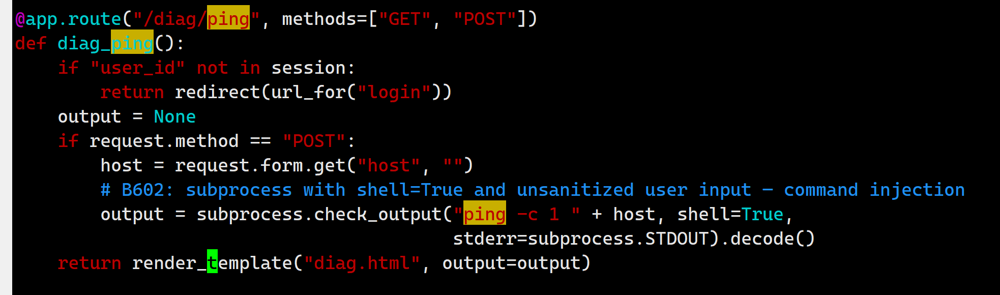 @app.route("/diag/ping", methods=["GET", "POST"])
def diag_ping():
    if "user_id" not in session:
        return redirect(url_for("login"))
    output = None
    if request.method == "POST":
        host = request.form.get("host", "")
        # B602: subprocess with shell=True and unsanitized user input — command injection
        output = subprocess.check_output("ping -c 1 " + host, shell=True,
                                         stderr=subprocess.STDOUT).decode()
    return render_template("diag.html", output=output)